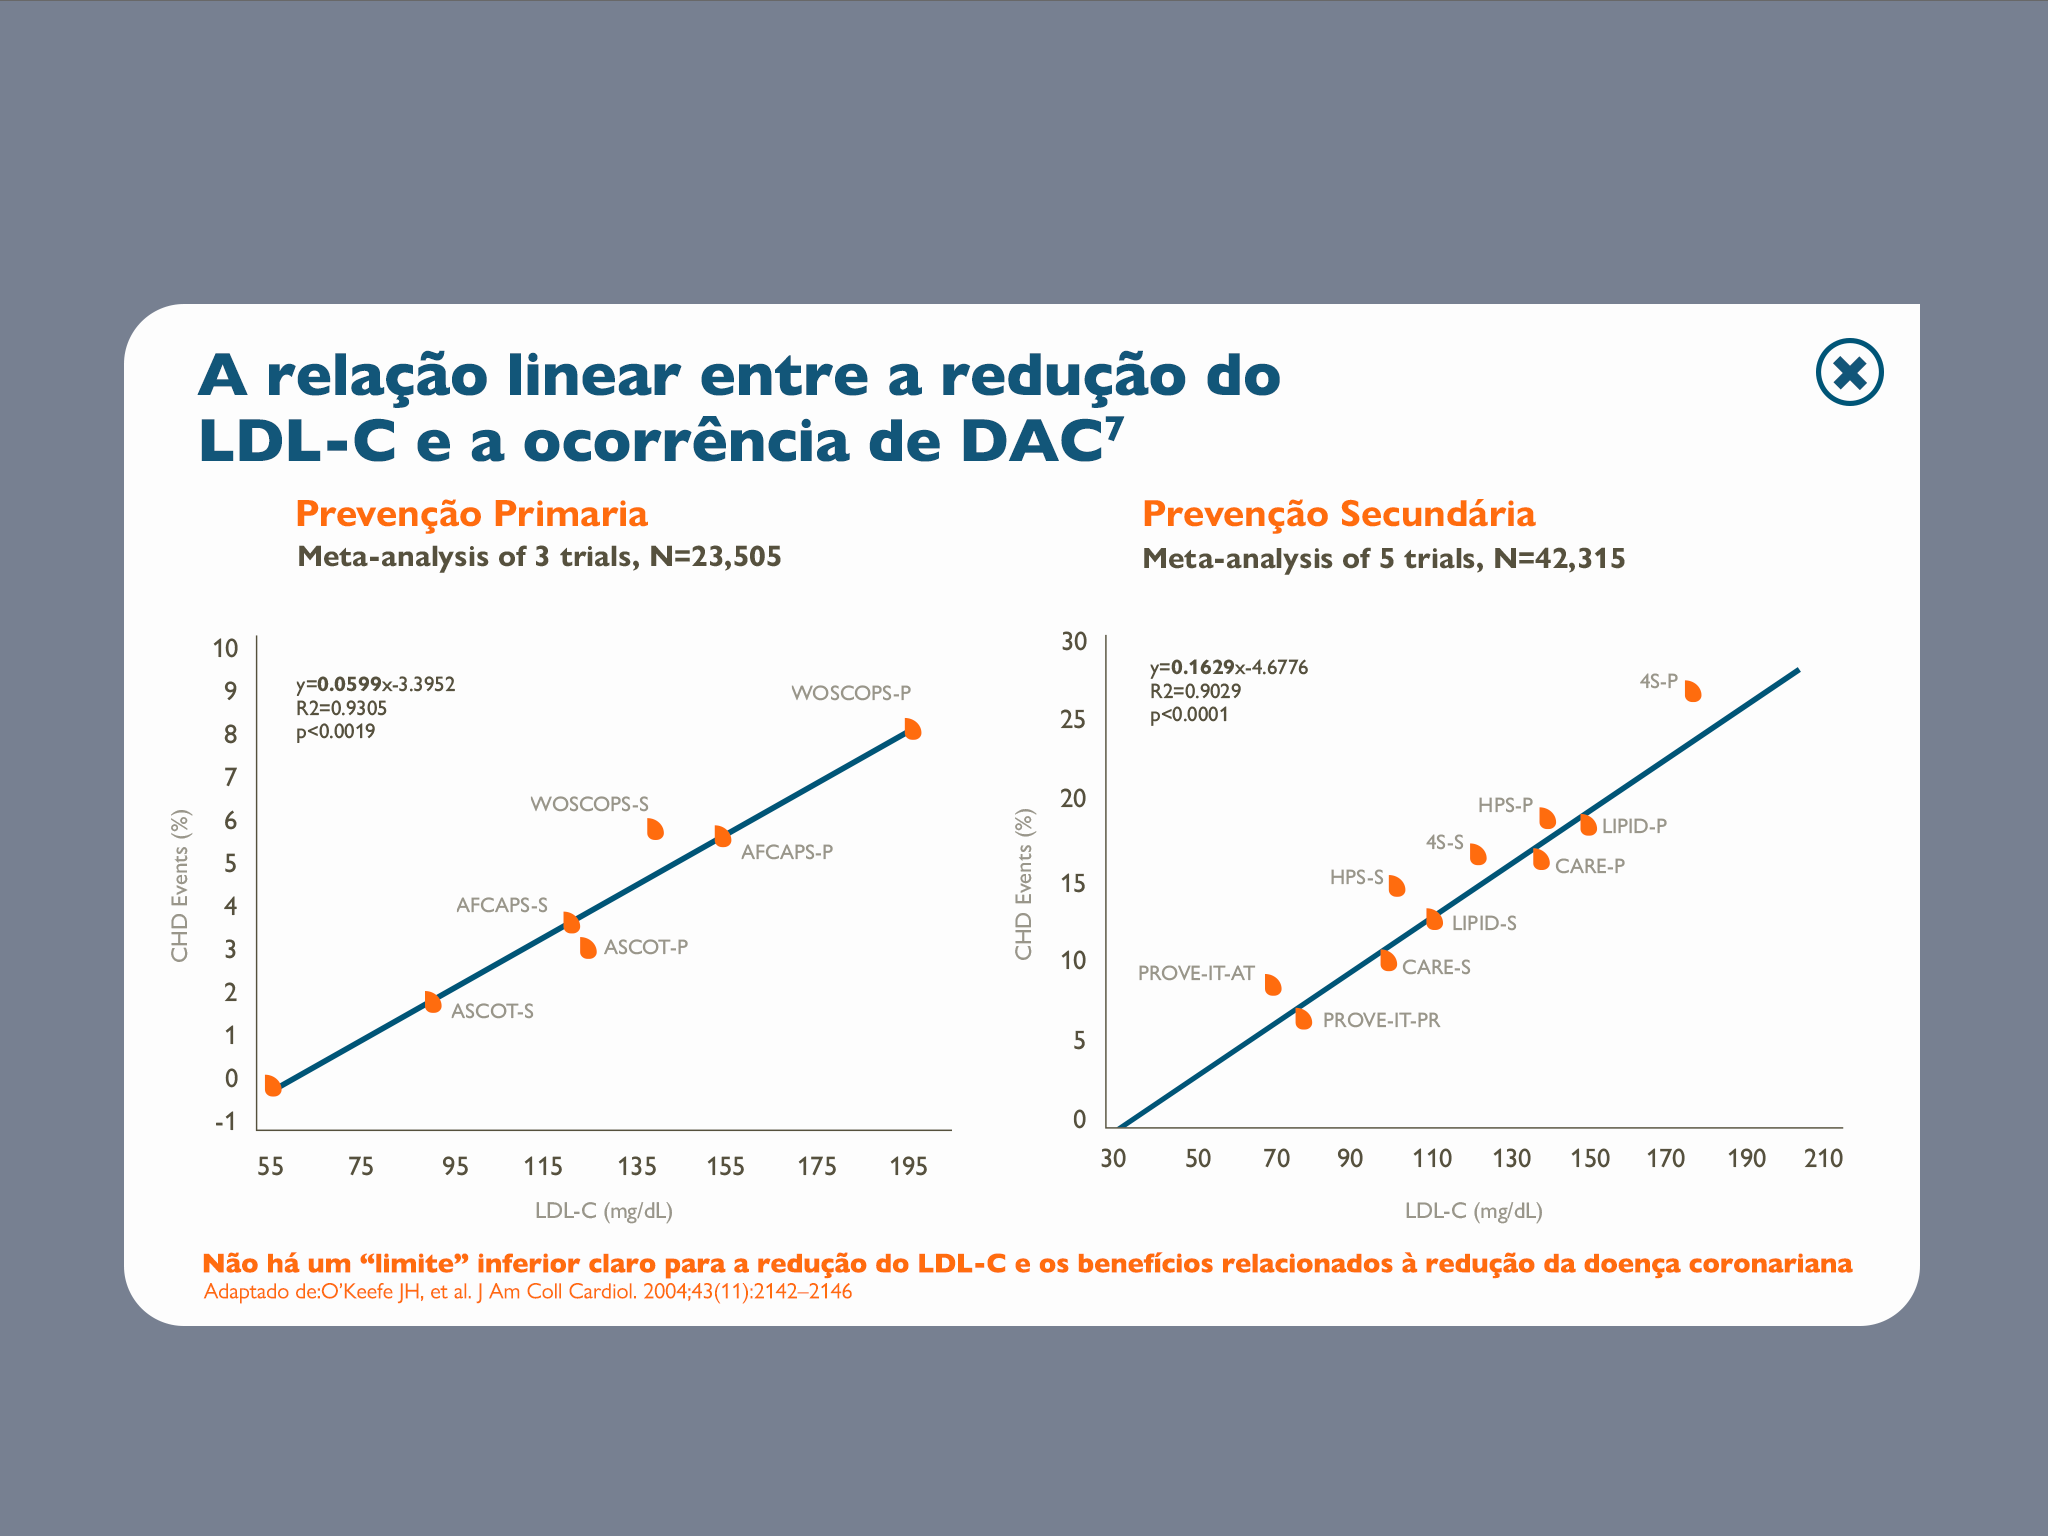 A relação linear entre a redução do
LDL-C e a ocorrência de DAC⁷
Prevenção Primaria
Meta-analysis of 3 trials, N=23,505
10
9
8
7
6
5
4
3
2
1
0
-1
CHD Events (%)
y=0.0599x-3.3952
R2=0.9305
p<0.0019
WOSCOPS-P
WOSCOPS-S
AFCAPS-P
AFCAPS-S
ASCOT-P
ASCOT-S
55 75 95 115 135 155 175 195
LDL-C (mg/dL)
Prevenção Secundária
Meta-analysis of 5 trials, N=42,315
30
25
20
15
10
5
0
CHD Events (%)
y=0.1629x-4.6776
R2=0.9029
p<0.0001
4S-P
HPS-P
LIPID-P
4S-S
CARE-P
HPS-S
LIPID-S
CARE-S
PROVE-IT-AT
PROVE-IT-PR
30 50 70 90 110 130 150 170 190 210
LDL-C (mg/dL)
Não há um “limite” inferior claro para a redução do LDL-C e os benefícios relacionados à redução da doença coronariana
Adaptado de:O’Keefe JH, et al. J Am Coll Cardiol. 2004;43(11):2142–2146